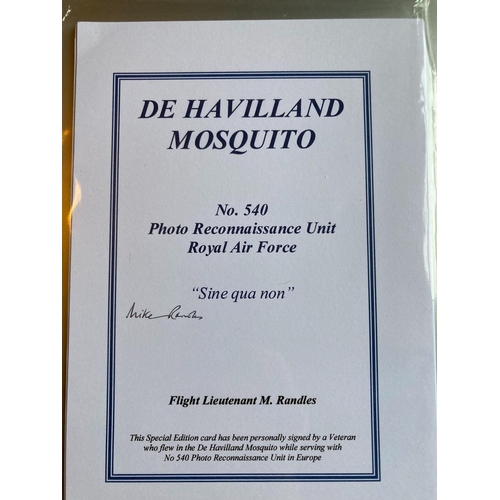 DE HAVILLAND
MOSQUITO
No. 540
Photo Reconnaissance Unit
Royal Air Force
“Sine qua non”
Mike Randles
Flight Lieutenant M. Randles
This Special Edition card has been personally signed by a Veteran
who flew in the De Havilland Mosquito while serving with
No 540 Photo Reconnaissance Unit in Europe